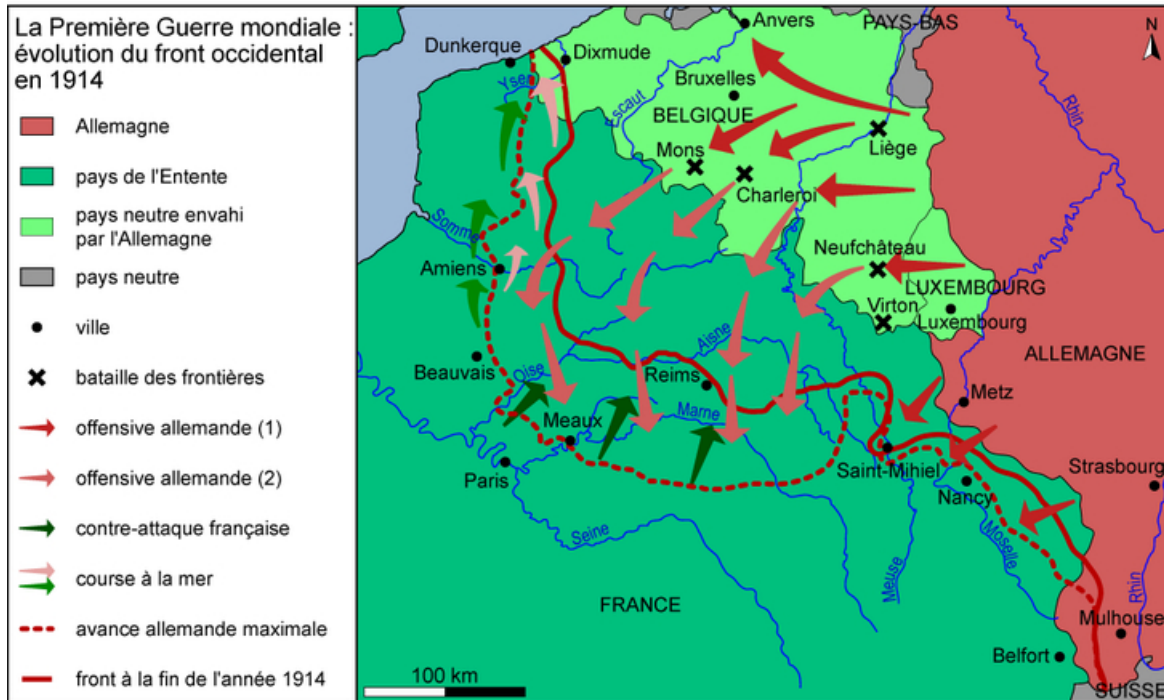 La Première Guerre mondiale :
évolution du front occidental
en 1914
Allemagne
pays de l'Entente
pays neutre envahi
par l'Allemagne
pays neutre
ville
bataille des frontières
offensive allemande (1)
offensive allemande (2)
contre-attaque française
course à la mer
avance allemande maximale
front à la fin de l'année 1914
Anvers
PAYS-BAS
N
Dunkerque
Dixmude
Yser
Bruxelles
Escaut
BELGIQUE
Rhin
Mons
Liège
Charleroi
Somme
Neufchâteau
Amiens
LUXEMBOURG
Virton
Luxembourg
Aisne
ALLEMAGNE
Beauvais
Oise
Reims
Metz
Meaux
Marne
Paris
Saint-Mihiel
Strasbourg
Nancy
Seine
Moselle
Meuse
Rhin
FRANCE
Mulhouse
Belfort
100 km
SUISSE